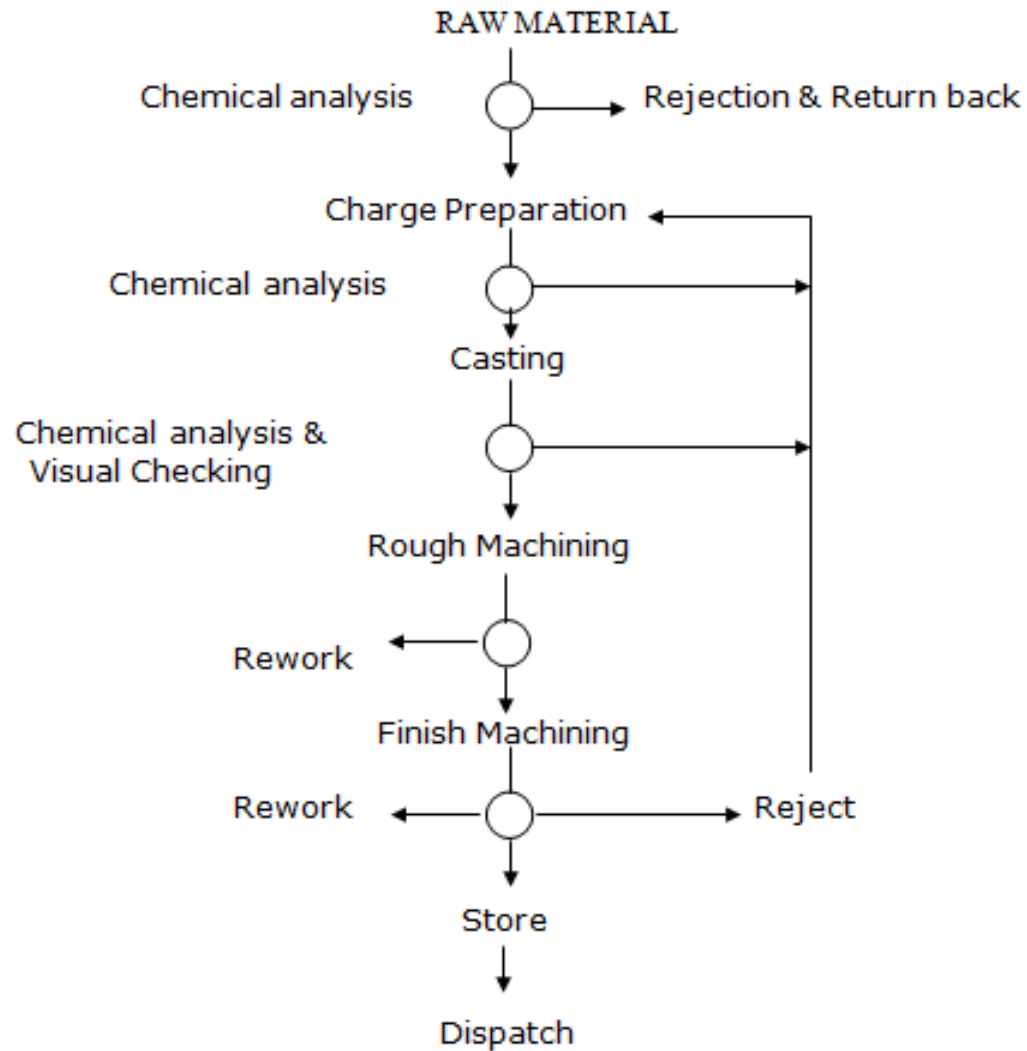 RAW MATERIAL
Chemical analysis
Rejection & Return back
Charge Preparation
Chemical analysis
Casting
Chemical analysis &
Visual Checking
Rough Machining
Rework
Finish Machining
Rework
Reject
Store
Dispatch